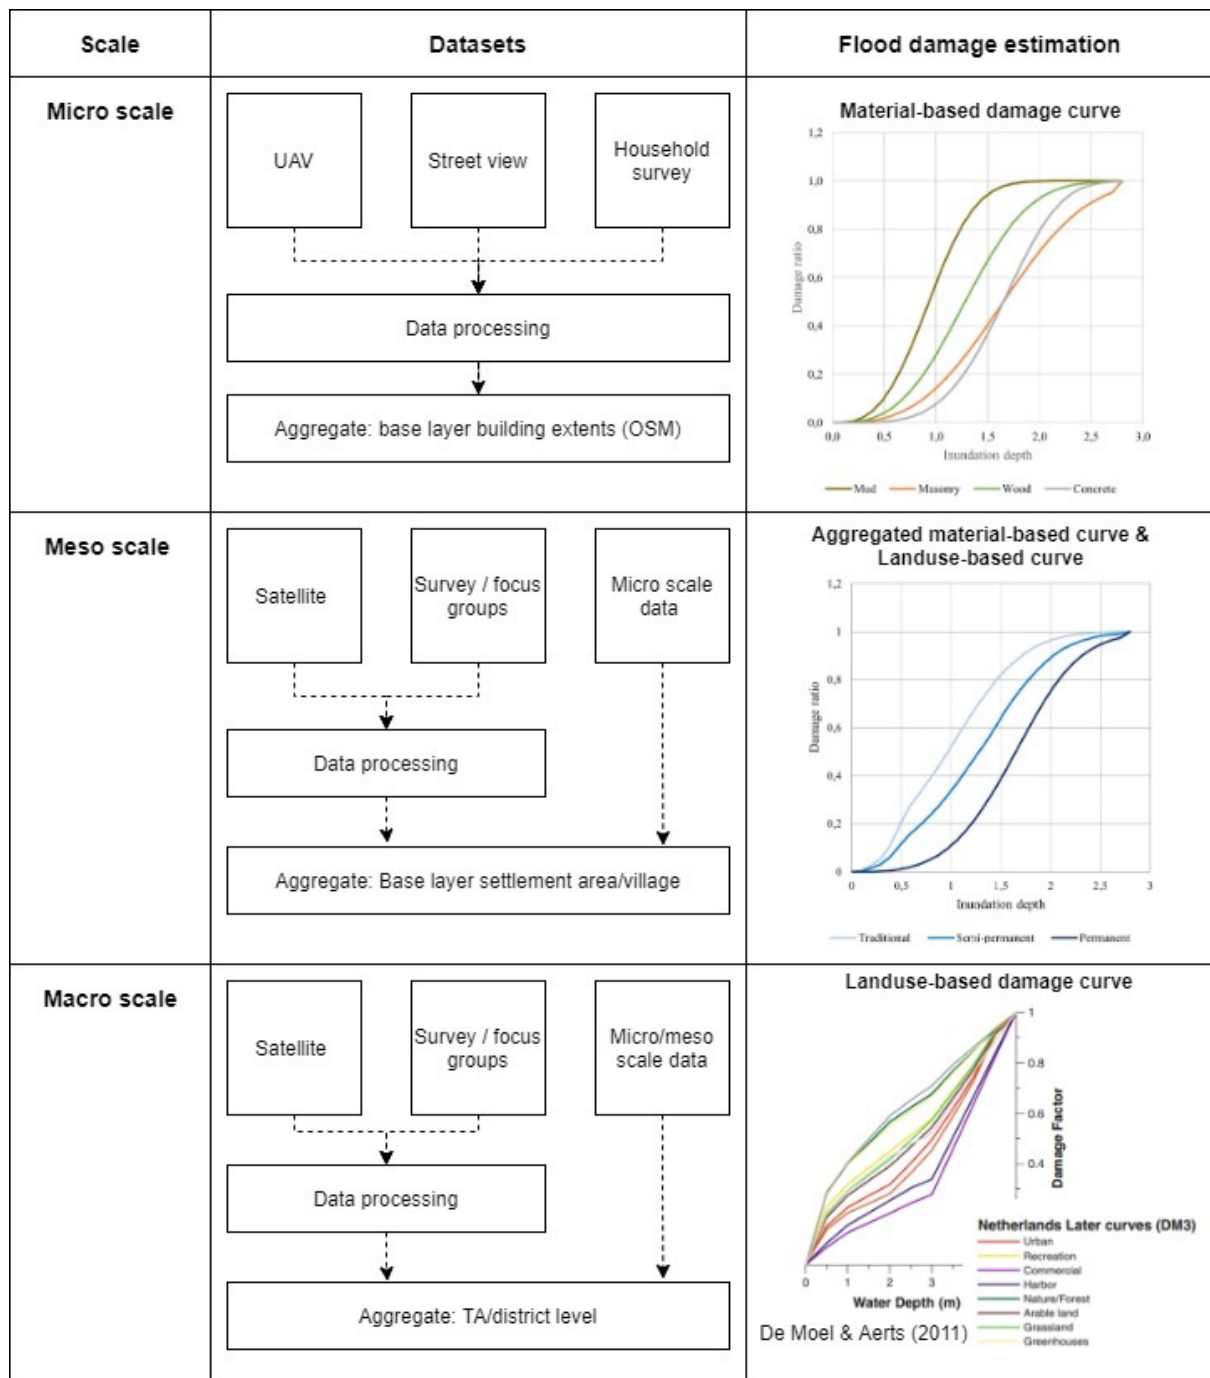 Scale
Datasets
Flood damage estimation
Micro scale
UAV
Street view
Household
survey
Data processing
Aggregate: base layer building extents (OSM)
Material-based damage curve
1,2
1,0
0,8
0,6
0,4
0,2
0,0
Damage ratio
0,0 0,5 1,0 1,5 2,0 2,5 3,0
Inundation depth
Mud Masonry Wood Concrete
Meso scale
Satellite
Survey / focus
groups
Micro scale
data
Data processing
Aggregate: Base layer settlement area/village
Aggregated material-based curve &
Landuse-based curve
1,2
1
0,8
0,6
0,4
0,2
0
Damage ratio
0 0,5 1 1,5 2 2,5 3
Inundation depth
Traditional Semi-permanent Permanent
Macro scale
Satellite
Survey / focus
groups
Micro/meso
scale data
Data processing
Aggregate: TA/district level
Landuse-based damage curve
1
0.8
0.6
0.4
Damage Factor
0 1 2 3
Water Depth (m)
Netherlands Later curves (DM3)
Urban
Recreation
Commercial
Harbor
Nature/Forest
Arable land
Grassland
Greenhouses
De Moel & Aerts (2011)